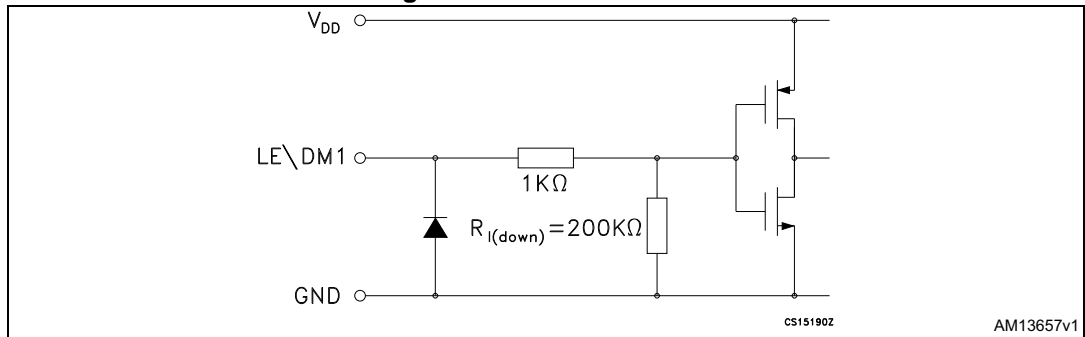 V_DD
LE\DM1
1KΩ
R_I(down)=200KΩ
GND
CS15190Z
AM13657v1